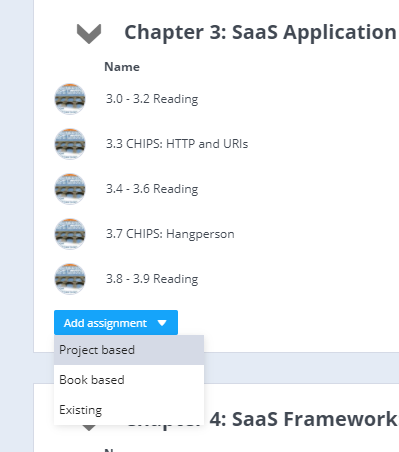 Chapter 3: SaaS Application
Name
3.0 - 3.2 Reading
3.3 CHIPS: HTTP and URIs
3.4 - 3.6 Reading
3.7 CHIPS: Hangperson
3.8 - 3.9 Reading
Add assignment
Project based
Book based
Existing
4: SaaS Framework